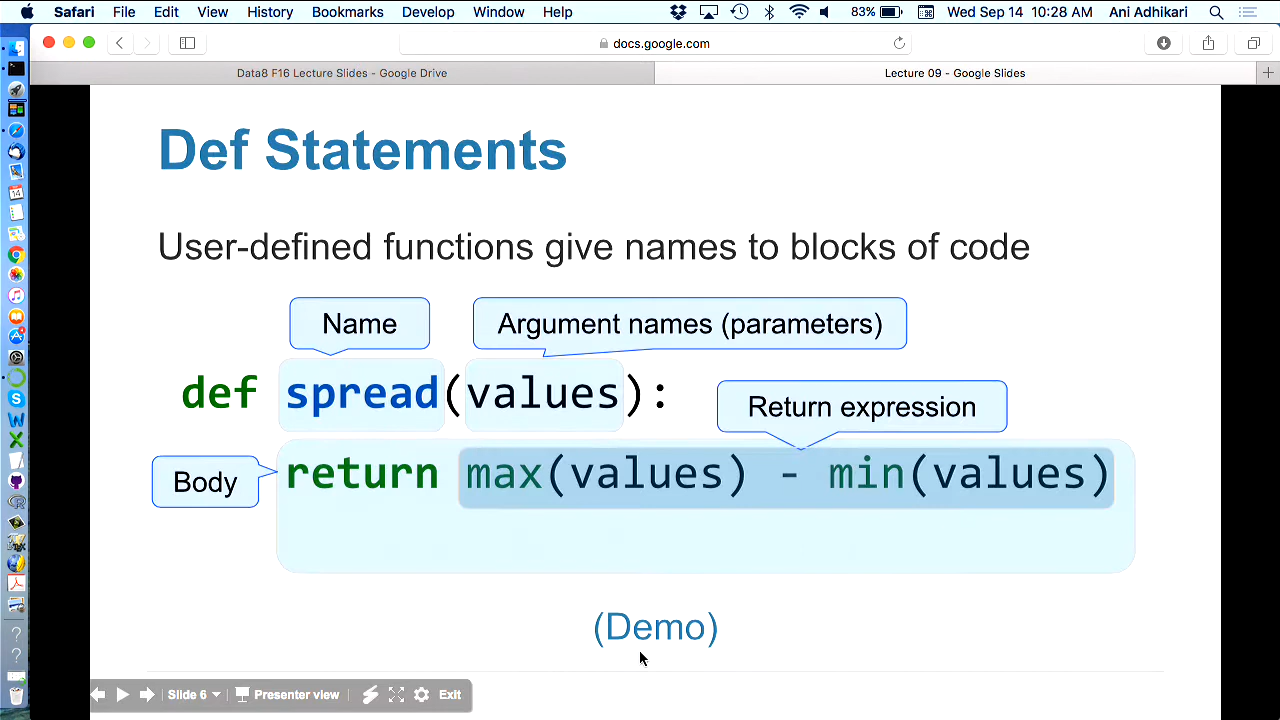 Safari File Edit View History Bookmarks Develop Window Help 83% Wed Sep 14 10:28 AM Ani Adhikari
docs.google.com
Data8 F16 Lecture Slides - Google Drive
Lecture 09 - Google Slides
Def Statements
User-defined functions give names to blocks of code
Name
Argument names (parameters)
def spread(values):
Return expression
Body
return max(values) - min(values)
(Demo)
Slide 6 Presenter view Exit